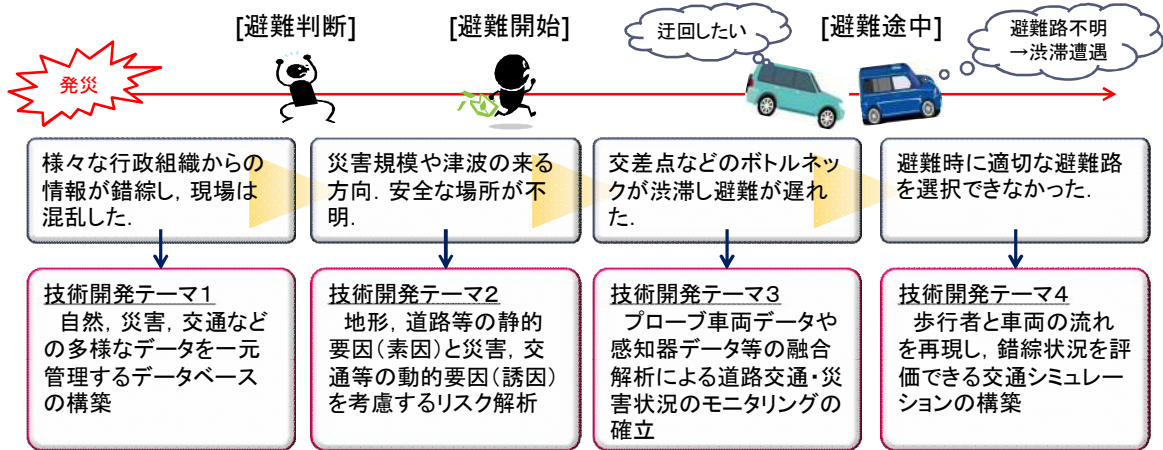 [避難判断]
[避難開始]
迂回したい
[避難途中]
避難路不明
→渋滞遭遇
発災
様々な行政組織からの
情報が錯綜し，現場は
混乱した．
災害規模や津波の来る
方向．安全な場所が不
明．
交差点などのボトルネッ
クが渋滞し避難が遅れ
た．
避難時に適切な避難路
を選択できなかった．
技術開発テーマ１
自然，災害，交通など
の多様なデータを一元
管理するデータベース
の構築
技術開発テーマ２
地形，道路等の静的
要因（素因）と災害，交
通等の動的要因（誘因）
を考慮するリスク解析
技術開発テーマ３
プローブ車両データや
感知器データ等の融合
解析による道路交通・災
害状況のモニタリングの
確立
技術開発テーマ４
歩行者と車両の流れ
を再現し，錯綜状況を評
価できる交通シミュレー
ションの構築